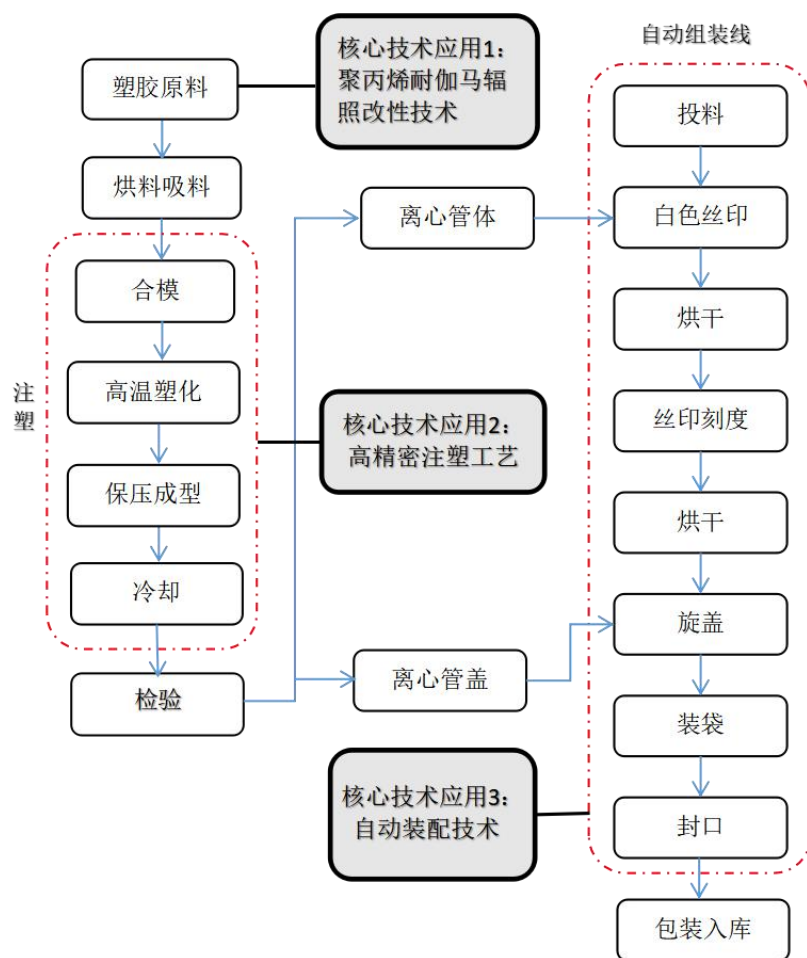 核心技术应用1：
聚丙烯耐伽马辐
照改性技术
自动组装线
塑胶原料
投料
烘料吸料
离心管体
白色丝印
合模
烘干
注
塑
高温塑化
核心技术应用2：
高精密注塑工艺
丝印刻度
保压成型
烘干
冷却
旋盖
离心管盖
检验
装袋
核心技术应用3：
自动装配技术
封口
包装入库